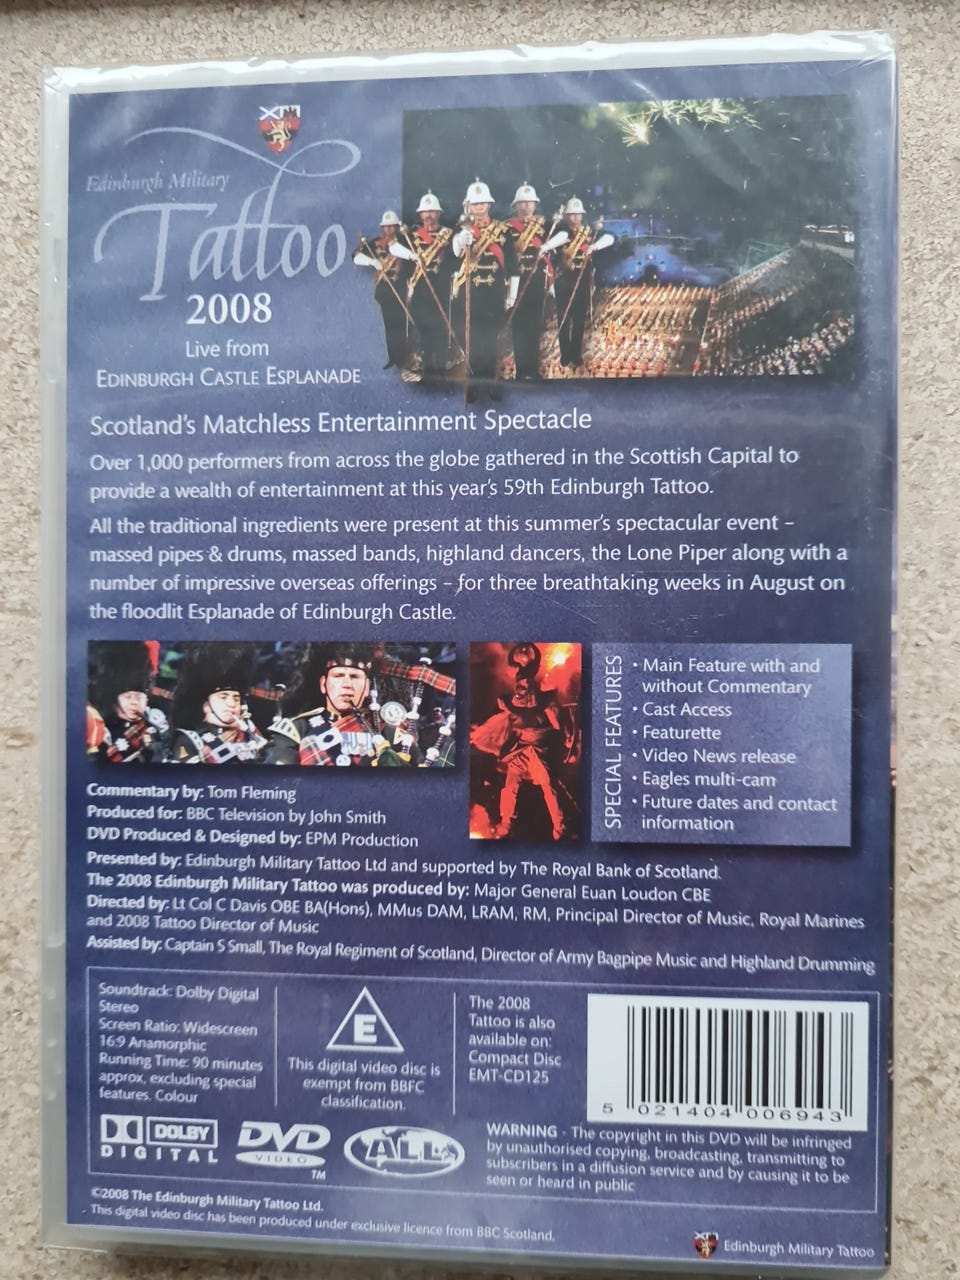 Edinburgh Military
Tattoo
2008
Live from
EDINBURGH CASTLE ESPLANADE
Scotland's Matchless Entertainment Spectacle
Over 1,000 performers from across the globe gathered in the Scottish Capital to
provide a wealth of entertainment at this year's 59th Edinburgh Tattoo.
All the traditional ingredients were present at this summer's spectacular event –
massed pipes & drums, massed bands, highland dancers, the Lone Piper along with a
number of impressive overseas offerings – for three breathtaking weeks in August on
the floodlit Esplanade of Edinburgh Castle.
SPECIAL FEATURES
• Main Feature with and
without Commentary
• Cast Access
• Featurette
• Video News release
• Eagles multi-cam
• Future dates and contact
information
Commentary by: Tom Fleming
Produced for: BBC Television by John Smith
DVD Produced & Designed by: EPM Production
Presented by: Edinburgh Military Tattoo Ltd and supported by The Royal Bank of Scotland.
The 2008 Edinburgh Military Tattoo was produced by: Major General Euan Loudon CBE
Directed by: Lt Col C Davis OBE BA(Hons), MMus DAM, LRAM, RM, Principal Director of Music, Royal Marines
and 2008 Tattoo Director of Music
Assisted by: Captain S Small, The Royal Regiment of Scotland, Director of Army Bagpipe Music and Highland Drumming
Soundtrack: Dolby Digital
Stereo
Screen Ratio: Widescreen
16:9 Anamorphic
Running Time: 90 minutes
approx, excluding special
features. Colour
E
This digital video disc is
exempt from BBFC
classification.
The 2008
Tattoo is also
available on:
Compact Disc
EMT-CD125
5 021404 006943
DOLBY
DIGITAL
DVD
VIDEO
TM
ALL
WARNING - The copyright in this DVD will be infringed
by unauthorised copying, broadcasting, transmitting to
subscribers in a diffusion service and by causing it to be
seen or heard in public
©2008 The Edinburgh Military Tattoo Ltd.
This digital video disc has been produced under exclusive licence from BBC Scotland.
Edinburgh Military Tattoo